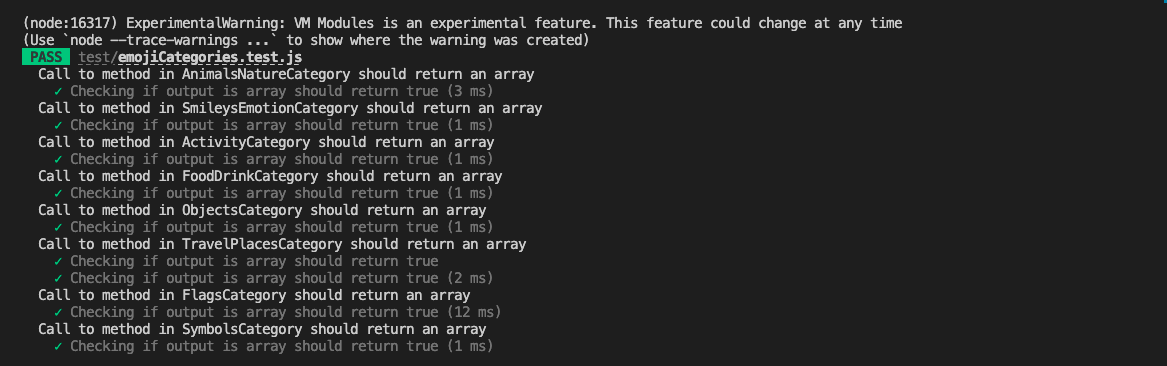 (node:16317) ExperimentalWarning: VM Modules is an experimental feature. This feature could change at any time
(Use `node --trace-warnings ...` to show where the warning was created)
PASS test/emojiCategories.test.js
Call to method in AnimalsNatureCategory should return an array
✓ Checking if output is array should return true (3 ms)
Call to method in SmileysEmotionCategory should return an array
✓ Checking if output is array should return true (1 ms)
Call to method in ActivityCategory should return an array
✓ Checking if output is array should return true (1 ms)
Call to method in FoodDrinkCategory should return an array
✓ Checking if output is array should return true (1 ms)
Call to method in ObjectsCategory should return an array
✓ Checking if output is array should return true (1 ms)
Call to method in TravelPlacesCategory should return an array
✓ Checking if output is array should return true
✓ Checking if output is array should return true (2 ms)
Call to method in FlagsCategory should return an array
✓ Checking if output is array should return true (12 ms)
Call to method in SymbolsCategory should return an array
✓ Checking if output is array should return true (1 ms)